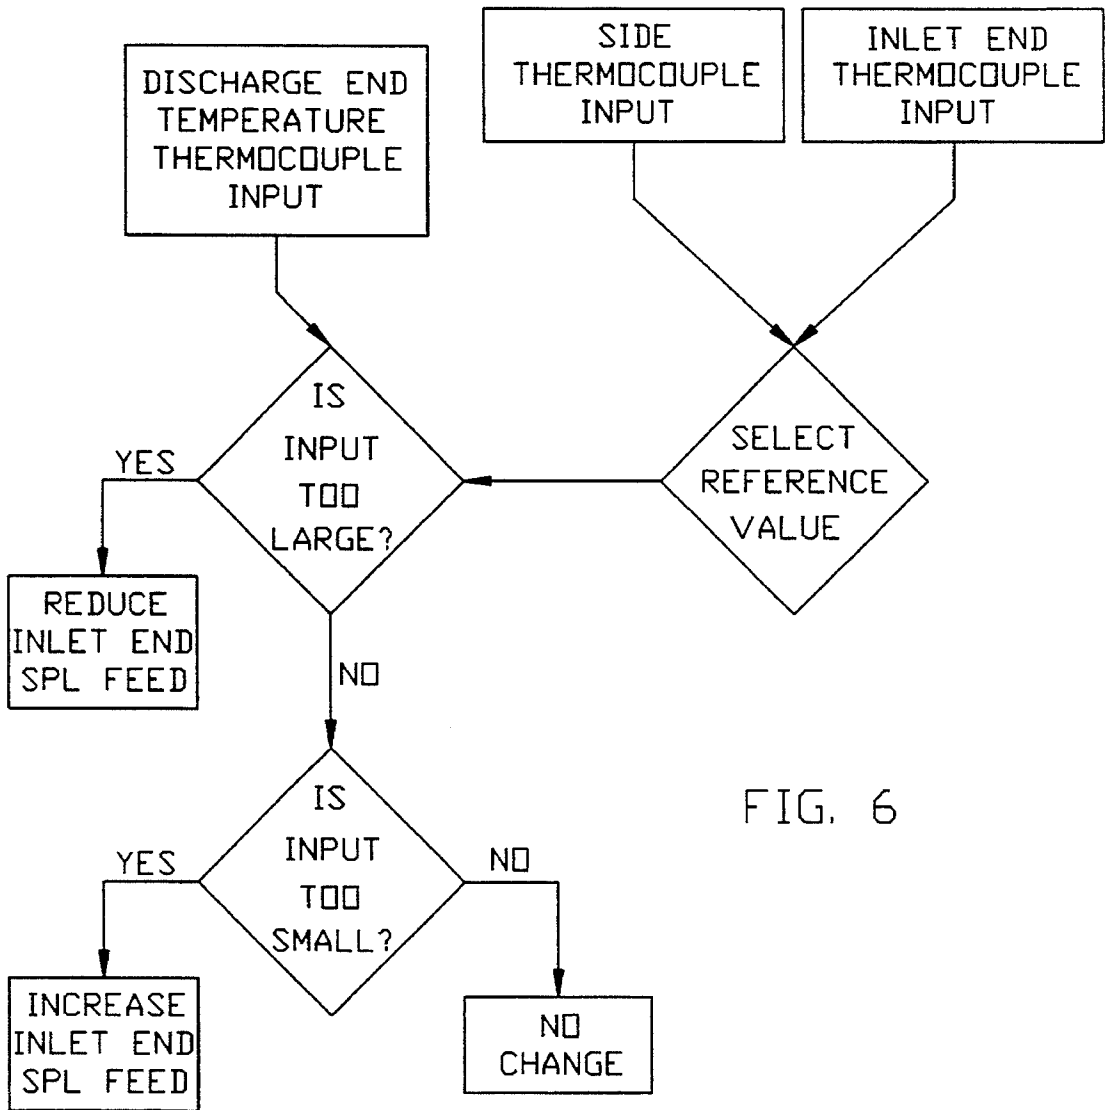 SIDE
THERMOCOUPLE
INPUT
INLET END
THERMOCOUPLE
INPUT
DISCHARGE END
TEMPERATURE
THERMOCOUPLE
INPUT
IS
INPUT
TOO
LARGE?
SELECT
REFERENCE
VALUE
YES
REDUCE
INLET END
SPL FEED
NO
IS
INPUT
TOO
SMALL?
FIG. 6
YES
NO
INCREASE
INLET END
SPL FEED
NO
CHANGE